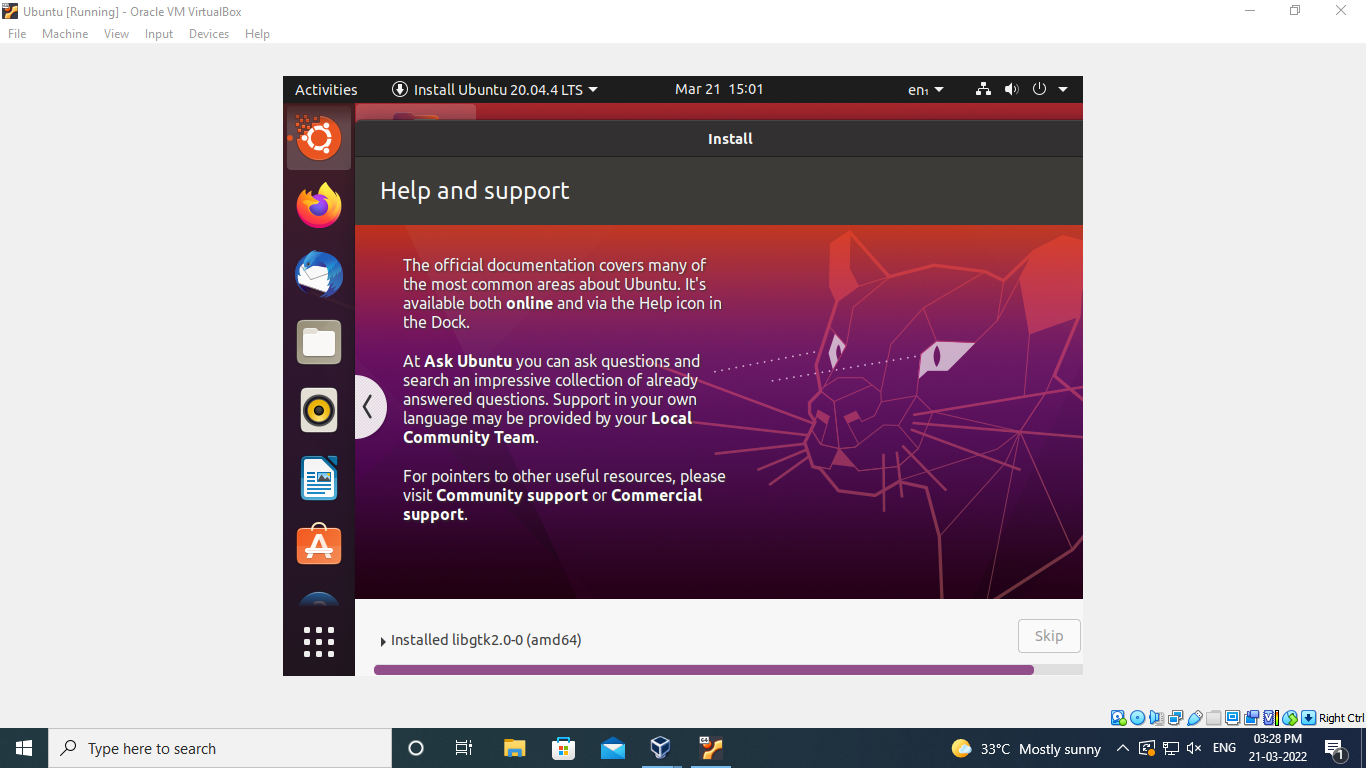 Ubuntu [Running] - Oracle VM VirtualBox
File Machine View Input Devices Help
Activities Install Ubuntu 20.04.4 LTS Mar 21 15:01 en₁
Install
Help and support
The official documentation covers many of
the most common areas about Ubuntu. It's
available both online and via the Help icon in
the Dock.
At Ask Ubuntu you can ask questions and
search an impressive collection of already
answered questions. Support in your own
language may be provided by your Local
Community Team.
For pointers to other useful resources, please
visit Community support or Commercial
support.
Installed libgtk2.0-0 (amd64)
Skip
Right Ctrl
Type here to search
33°C Mostly sunny
ENG
03:28 PM
21-03-2022
1